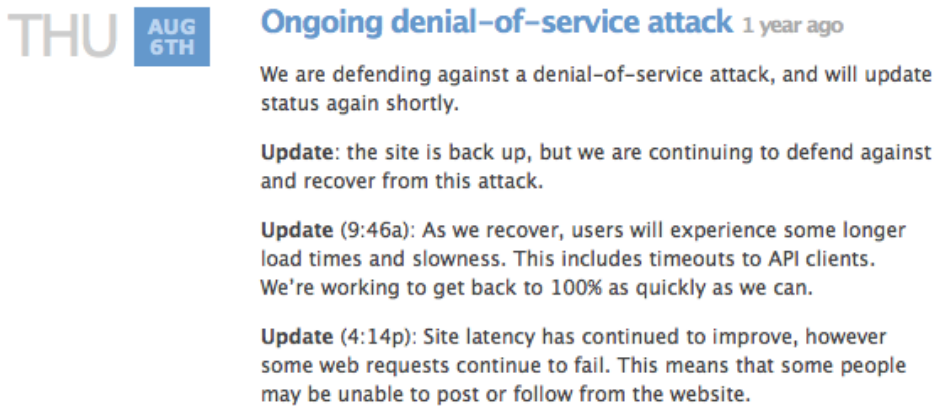 THU
AUG
6TH
Ongoing denial-of-service attack 1 year ago
We are defending against a denial-of-service attack, and will update
status again shortly.
Update: the site is back up, but we are continuing to defend against
and recover from this attack.
Update (9:46a): As we recover, users will experience some longer
load times and slowness. This includes timeouts to API clients.
We're working to get back to 100% as quickly as we can.
Update (4:14p): Site latency has continued to improve, however
some web requests continue to fail. This means that some people
may be unable to post or follow from the website.